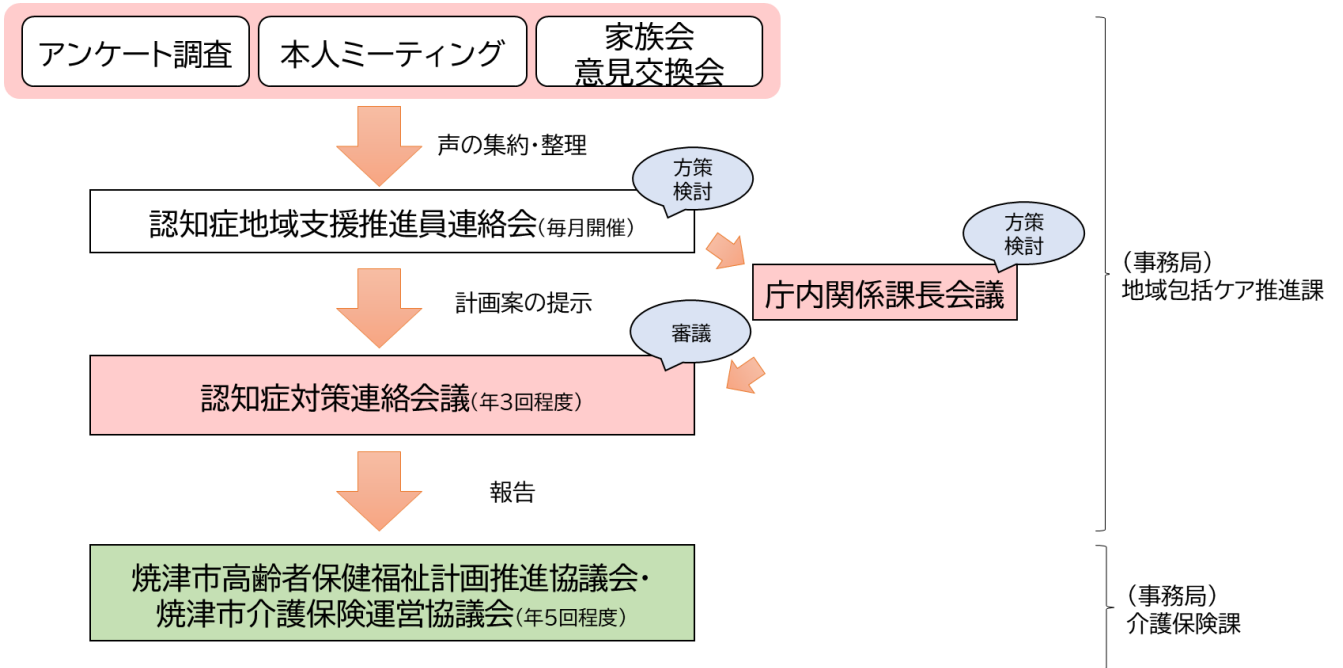 アンケート調査
本人ミーティング
家族会
意見交換会
声の集約・整理
方策
検討
認知症地域支援推進員連絡会(毎月開催)
方策
検討
庁内関係課長会議
(事務局)
地域包括ケア推進課
計画案の提示
審議
認知症対策連絡会議(年3回程度)
報告
焼津市高齢者保健福祉計画推進協議会・
焼津市介護保険運営協議会(年5回程度)
(事務局)
介護保険課